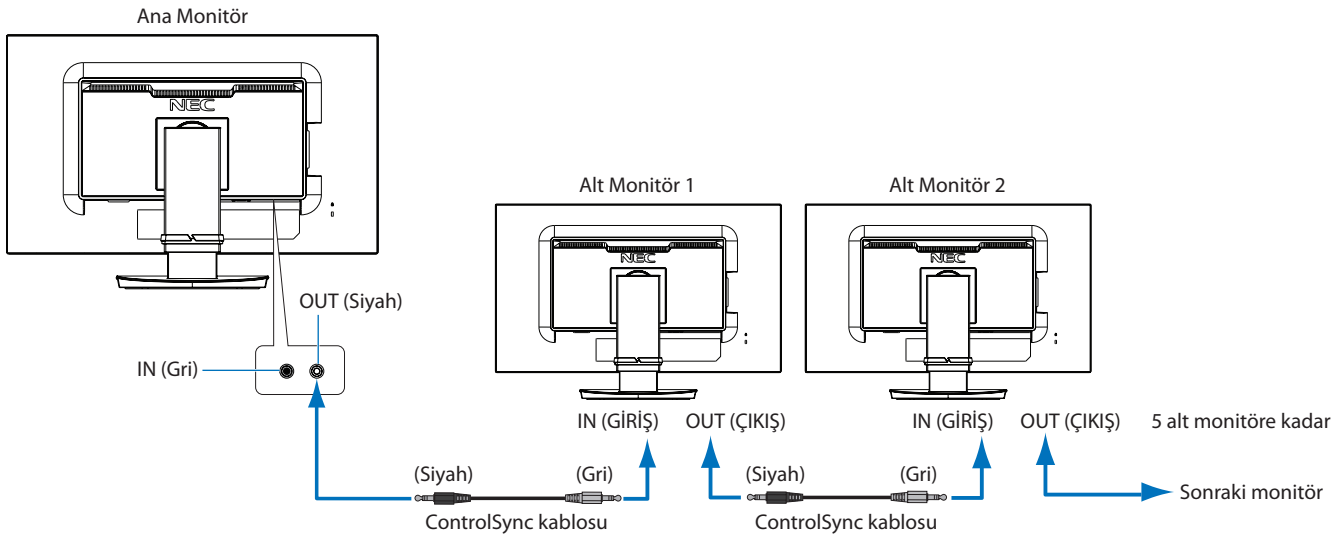 Ana Monitör
NEC
OUT (Siyah)
IN (Gri)
Alt Monitör 1
Alt Monitör 2
NEC
NEC
IN (GİRİŞ)
OUT (ÇIKIŞ)
IN (GİRİŞ)
OUT (ÇIKIŞ)
5 alt monitöre kadar
(Siyah)
(Gri)
(Siyah)
(Gri)
Sonraki monitör
ControlSync kablosu
ControlSync kablosu